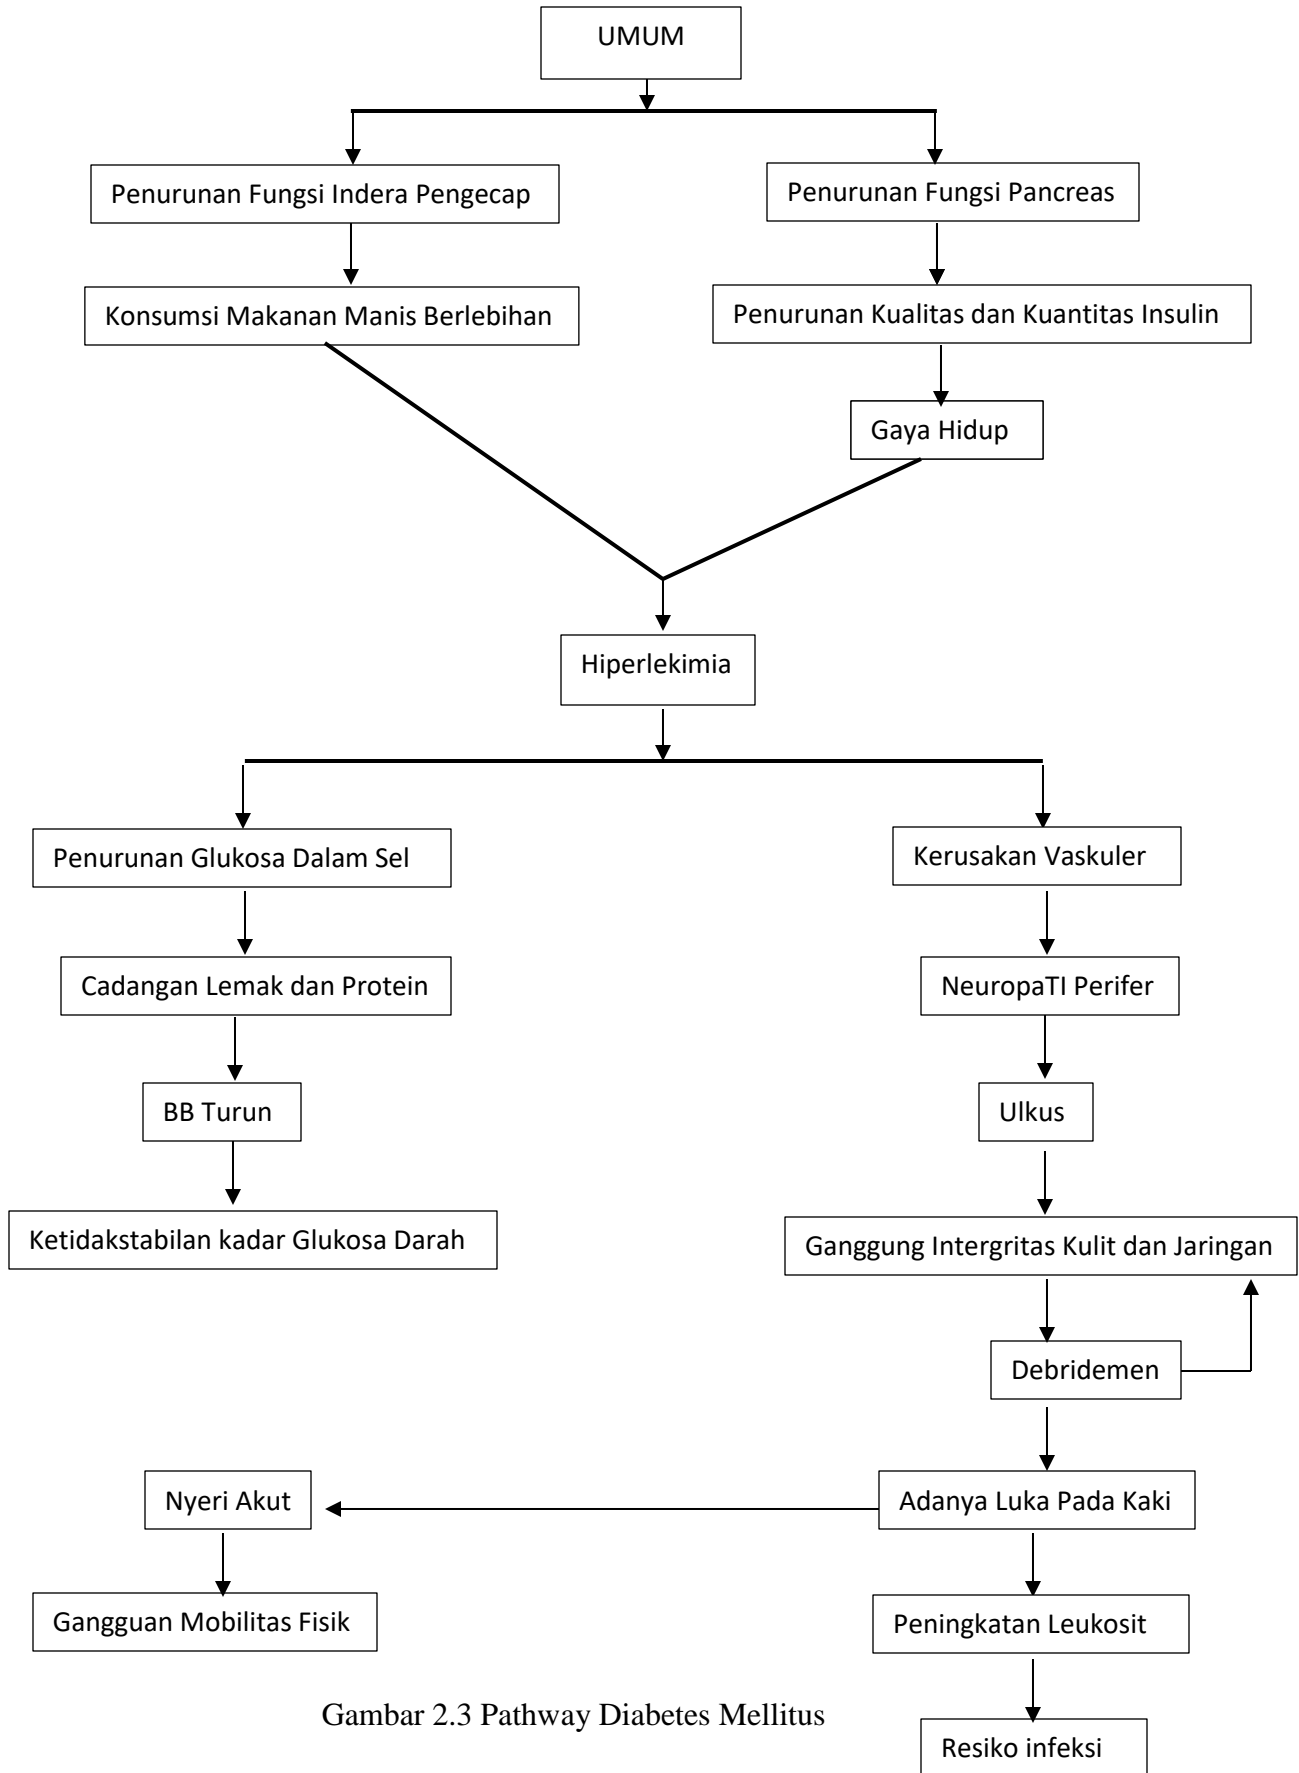 UMUM
Penurunan Fungsi Indera Pengecap
Penurunan Fungsi Pancreas
Konsumsi Makanan Manis Berlebihan
Penurunan Kualitas dan Kuantitas Insulin
Gaya Hidup
Hiperlekimia
Penurunan Glukosa Dalam Sel
Kerusakan Vaskuler
Cadangan Lemak dan Protein
NeuropaTI Perifer
BB Turun
Ulkus
Ketidakstabilan kadar Glukosa Darah
Ganggung Intergritas Kulit dan Jaringan
Debridemen
Nyeri Akut
Adanya Luka Pada Kaki
Gangguan Mobilitas Fisik
Peningkatan Leukosit
Gambar 2.3 Pathway Diabetes Mellitus
Resiko infeksi